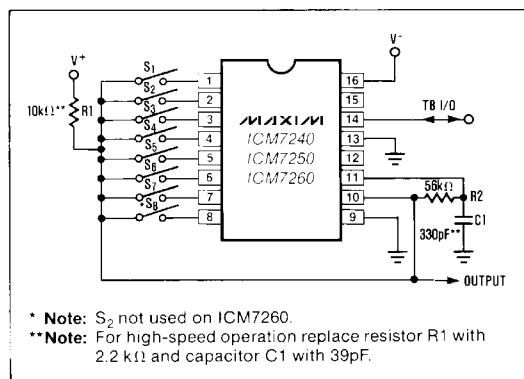 V⁺
10kΩ**
R1
S₁
S₂
S₃
S₄
S₅
S₆
S₇
*S₈
1
2
3
4
5
6
7
8
MAXIM
ICM7240
ICM7250
ICM7260
16
15
14
13
12
11
10
9
TB I/O
56kΩ
R2
C1
330pF**
OUTPUT
* Note: S₂ not used on ICM7260.
**Note: For high-speed operation replace resistor R1 with
2.2 kΩ and capacitor C1 with 39pF.